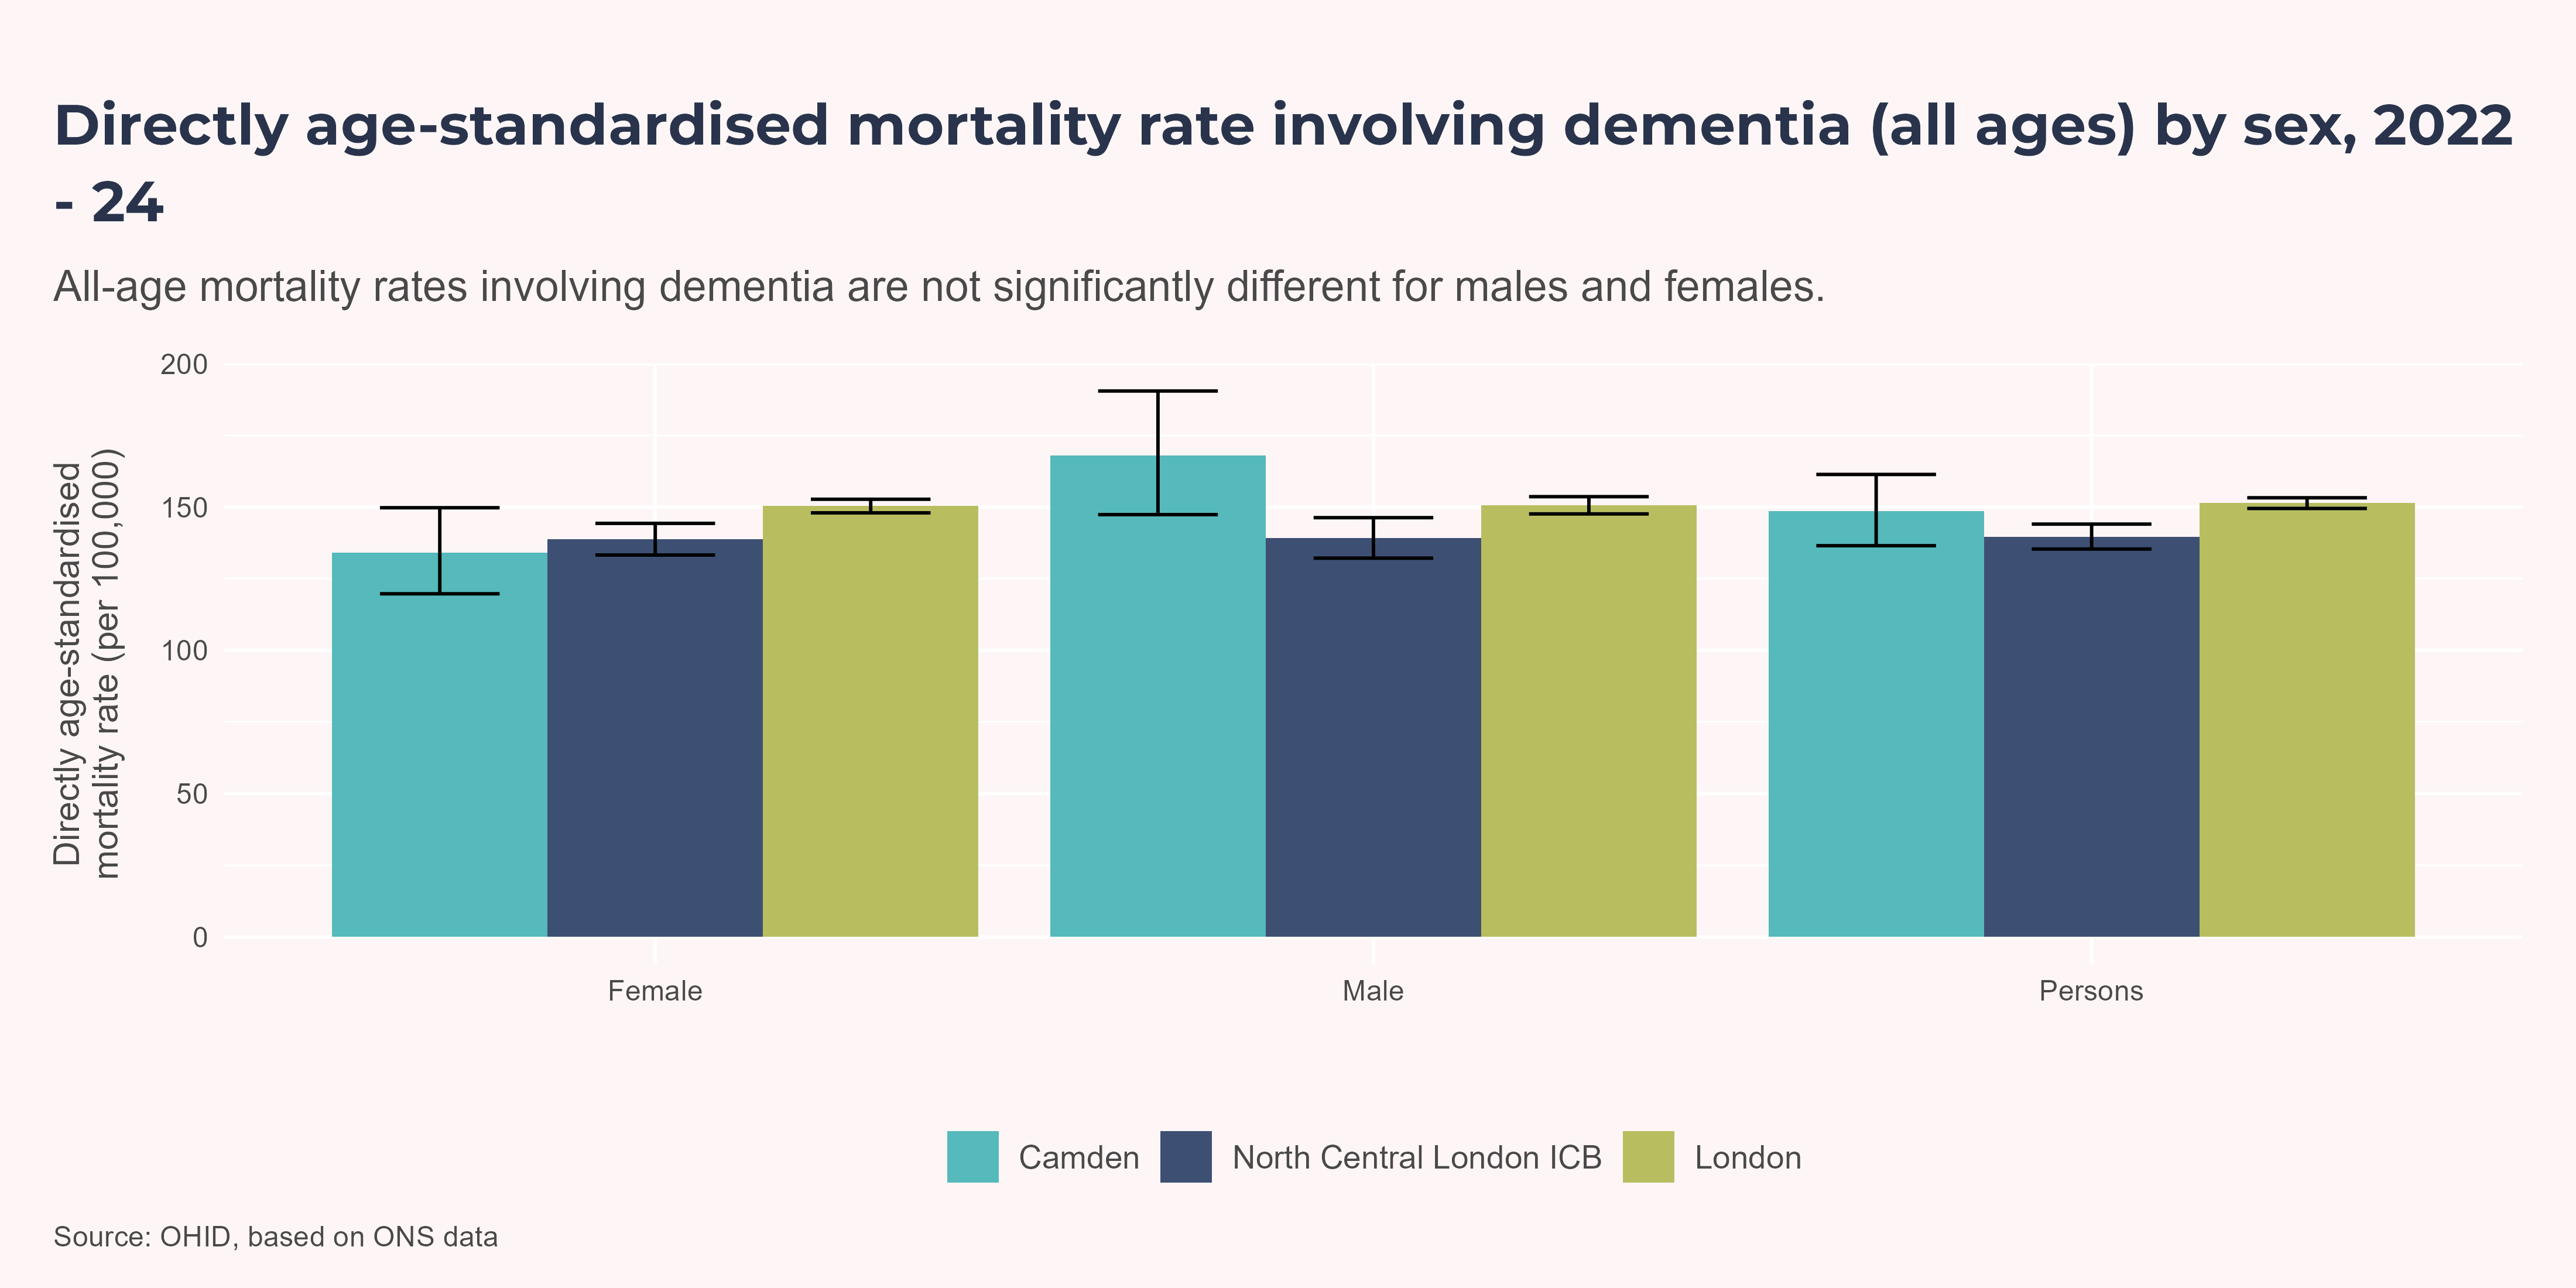 Directly age-standardised mortality rate involving dementia (all ages) by sex, 2022
- 24
All-age mortality rates involving dementia are not significantly different for males and females.
Directly age-standardised
mortality rate (per 100,000)
200
150
100
50
0
Female
Male
Persons
Camden
North Central London ICB
London
Source: OHID, based on ONS data